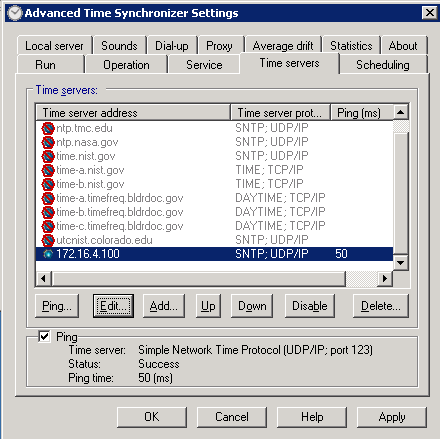 Advanced Time Synchronizer Settings
Local server Sounds Dial-up Proxy Average drift Statistics About
Run Operation Service Time servers Scheduling
Time servers:
Time server address Time server prot... Ping (ms)
ntp.tmc.edu SNTP; UDP/IP
ntp.nasa.gov SNTP; UDP/IP
time.nist.gov SNTP; UDP/IP
time-a.nist.gov TIME; TCP/IP
time-b.nist.gov TIME; TCP/IP
time-a.timefreq.bldrdoc.gov DAYTIME; TCP/IP
time-b.timefreq.bldrdoc.gov DAYTIME; TCP/IP
time-c.timefreq.bldrdoc.gov DAYTIME; TCP/IP
utcnist.colorado.edu SNTP; UDP/IP
172.16.4.100 SNTP; UDP/IP 50
Ping... Edit... Add... Up Down Disable Delete...
Ping
Time server: Simple Network Time Protocol (UDP/IP; port 123)
Status: Success
Ping time: 50 (ms)
OK Cancel Help Apply